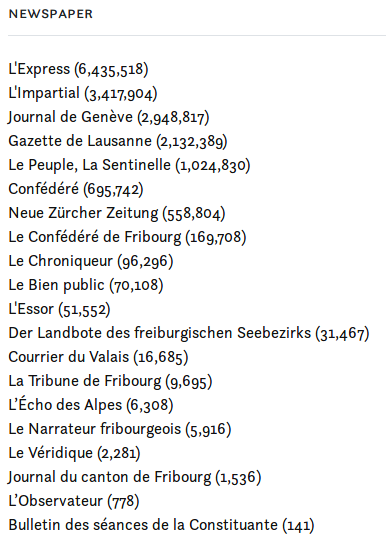 NEWSPAPER
L'Express (6,435,518)
L'Impartial (3,417,904)
Journal de Genève (2,948,817)
Gazette de Lausanne (2,132,389)
Le Peuple, La Sentinelle (1,024,830)
Confédéré (695,742)
Neue Zürcher Zeitung (558,804)
Le Confédéré de Fribourg (169,708)
Le Chroniqueur (96,296)
Le Bien public (70,108)
L'Essor (51,552)
Der Landbote des freiburgischen Seebezirks (31,467)
Courrier du Valais (16,685)
La Tribune de Fribourg (9,695)
L’Écho des Alpes (6,308)
Le Narrateur fribourgeois (5,916)
Le Véridique (2,281)
Journal du canton de Fribourg (1,536)
L’Observateur (778)
Bulletin des séances de la Constituante (141)